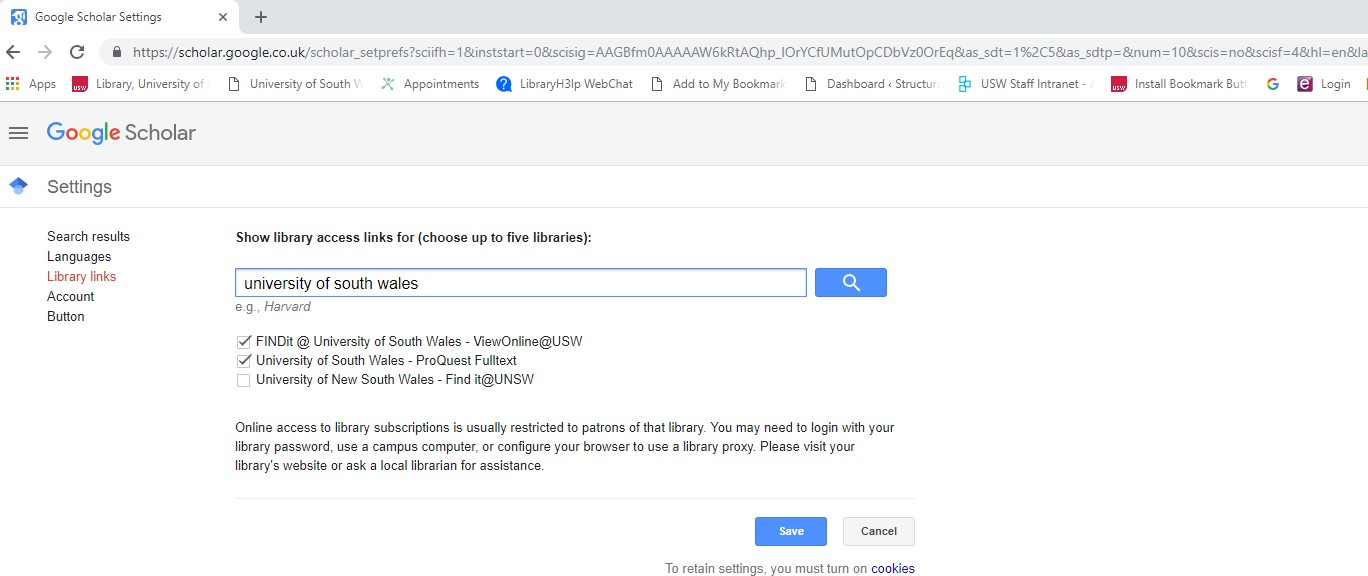 Google Scholar Settings
https://scholar.google.co.uk/scholar_setprefs?sciifh=1&inststart=0&scisig=AAGBfm0AAAAAW6kRtAQhp_IOrYCfUMutOpCDbVz0OrEq&as_sdt=1%2C5&as_sdtp=&num=10&scis=no&scisf=4&hl=en&la
Apps Library, University of University of South W Appointments LibraryH3lp WebChat Add to My Bookmark Dashboard ‹ Structur USW Staff Intranet - Install Bookmark Butt Login
Google Scholar
Settings
Search results
Languages
Library links
Account
Button
Show library access links for (choose up to five libraries):
university of south wales
e.g., Harvard
FINDit @ University of South Wales - ViewOnline@USW
University of South Wales - ProQuest Fulltext
University of New South Wales - Find it@UNSW
Online access to library subscriptions is usually restricted to patrons of that library. You may need to login with your
library password, use a campus computer, or configure your browser to use a library proxy. Please visit your
library's website or ask a local librarian for assistance.
Save Cancel
To retain settings, you must turn on cookies